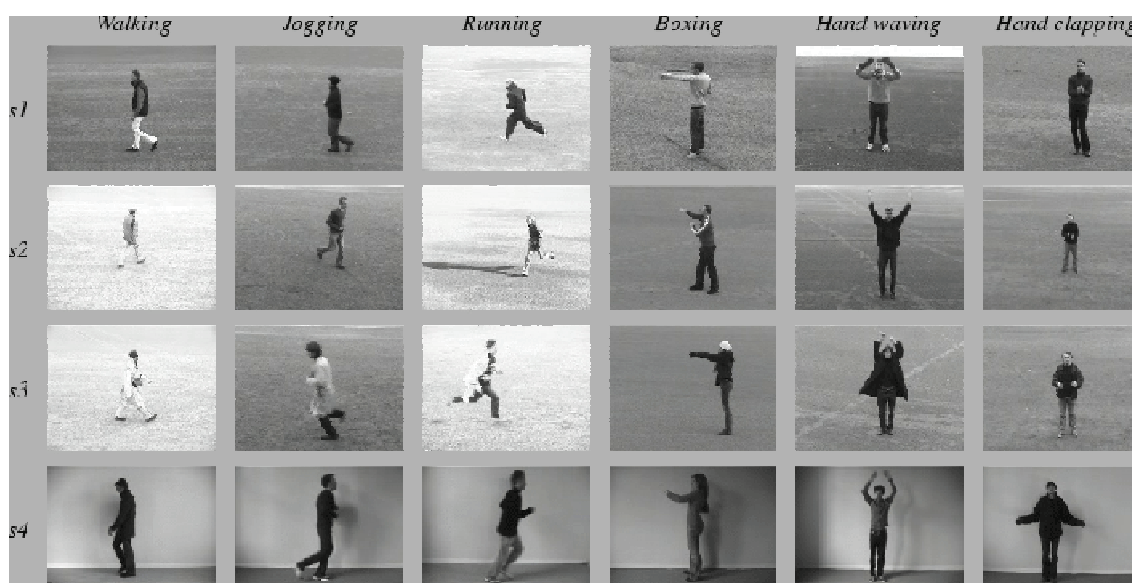 Walking Jogging Running Boxing Hand waving Hand clapping
s1
s2
s3
s4